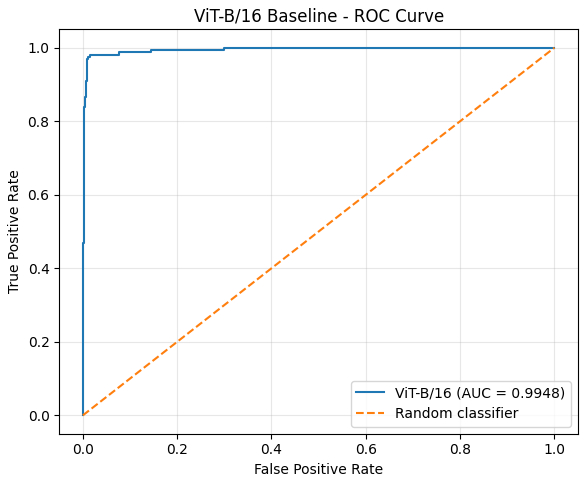 ViT-B/16 Baseline - ROC Curve
True Positive Rate
1.0
0.8
0.6
0.4
0.2
0.0
ViT-B/16 (AUC = 0.9948)
Random classifier
0.0 0.2 0.4 0.6 0.8 1.0
False Positive Rate